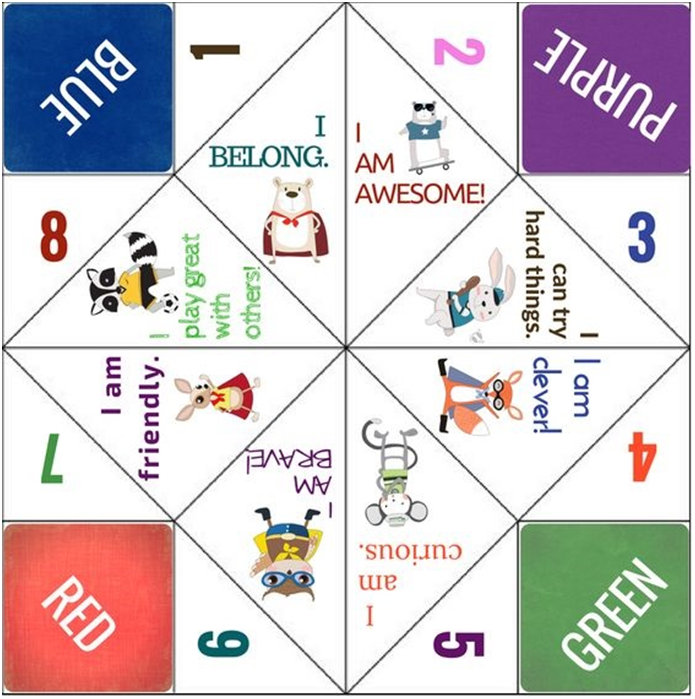 BLUE
1
2
PURPLE
I
BELONG.
I
AM
AWESOME!
8
3
I
play great
with
others!
I
can try
hard things.
I am
friendly.
I am
clever!
7
4
I
AM
BRAVE!
I
am
curious.
RED
6
5
GREEN